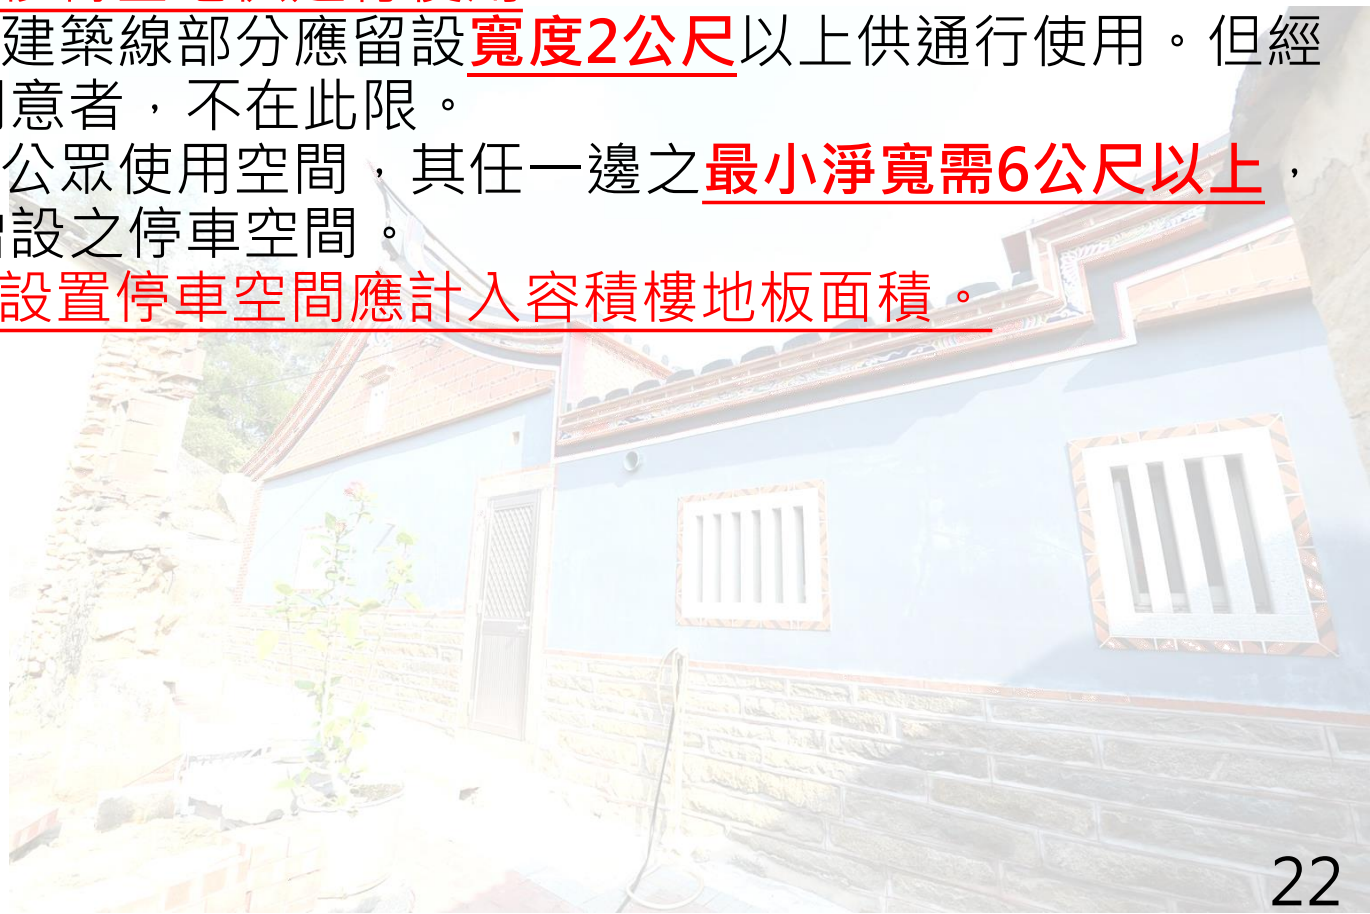 建築線部分應留設寬度2公尺以上供通行使用。但經
意者，不在此限。
公眾使用空間，其任一邊之最小淨寬需6公尺以上，
設之停車空間。
設置停車空間應計入容積樓地板面積。
22